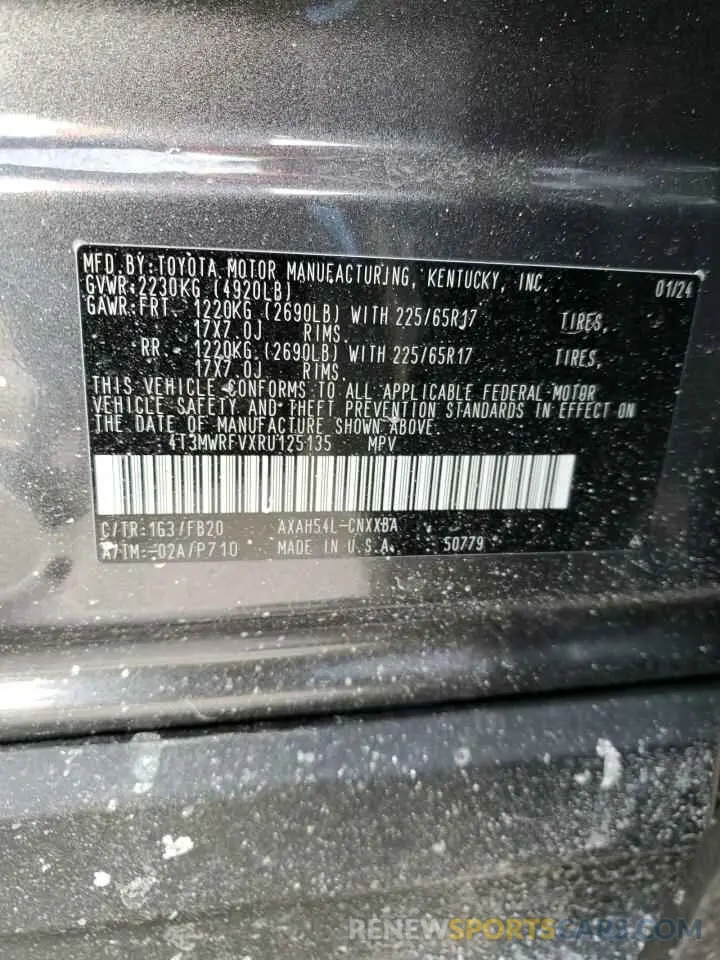 MFD.BY:TOYOTA MOTOR MANUFACTURING, KENTUCKY, INC. 01/24
GVWR:2230KG (4920LB)
GAWR:FRT 1220KG (2690LB) WITH 225/65R17 TIRES,
17X7.0J RIMS.
RR 1220KG (2690LB) WITH 225/65R17 TIRES,
17X7.0J RIMS.
THIS VEHICLE CONFORMS TO ALL APPLICABLE FEDERAL MOTOR
VEHICLE SAFETY AND THEFT PREVENTION STANDARDS IN EFFECT ON
THE DATE OF MANUFACTURE SHOWN ABOVE.
4T3MWRFVXRU125135 MPV
C/TR:1G3/FB20 AXAH54L-CNXXBA
A/TM:-02A/P710 MADE IN U.S.A. 50779
RENEWSPORTSCARS.COM